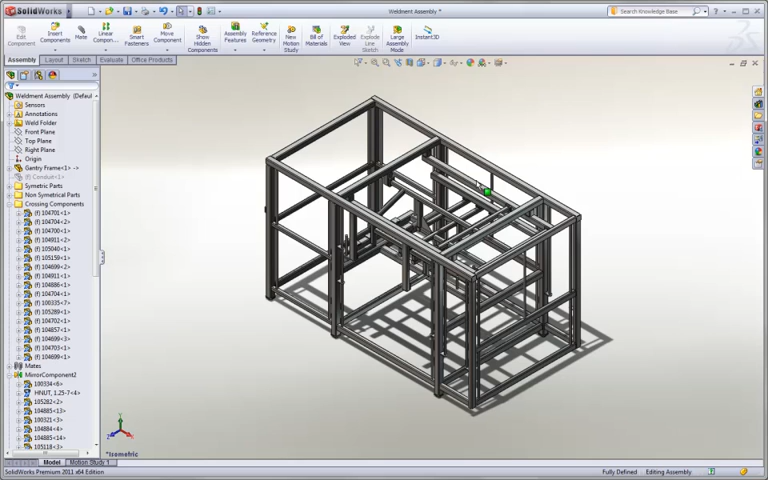 SolidWorks
Weldment Assembly *
Search Knowledge Base
Edit Component
Insert Components
Mate
Linear Compon...
Smart Fasteners
Move Component
Show Hidden Components
Assembly Features
Reference Geometry
New Motion Study
Bill of Materials
Exploded View
Explode Line Sketch
Large Assembly Mode
Instant3D
Assembly Layout Sketch Evaluate Office Products
Weldment Assembly (Defaul
Sensors
Annotations
Weld Folder
Front Plane
Top Plane
Right Plane
Origin
Gantry Frame<1> ->
(f) Conduit<1>
Symetric Parts
Non Symetrical Parts
Crossing Components
(f) 104701<1>
(f) 104704<2>
(f) 104700<1>
(f) 104911<2>
(f) 105040<1>
(f) 105159<1>
(f) 104699<2>
(f) 104911<1>
(f) 104886<1>
(f) 104704<1>
(f) 100335<7>
(f) 105289<1>
(f) 104702<1>
(f) 104857<1>
(f) 104699<3>
(f) 104703<1>
(f) 104699<1>
Mates
MirrorComponent2
100334<6>
HNUT, 1.25-7<4>
105282<2>
104885<13>
100321<3>
104884<4>
104885<14>
105118<3>
Y
X
Z
*Isometric
Model Motion Study 1
SolidWorks Premium 2011 x64 Edition
Fully Defined Editing Assembly